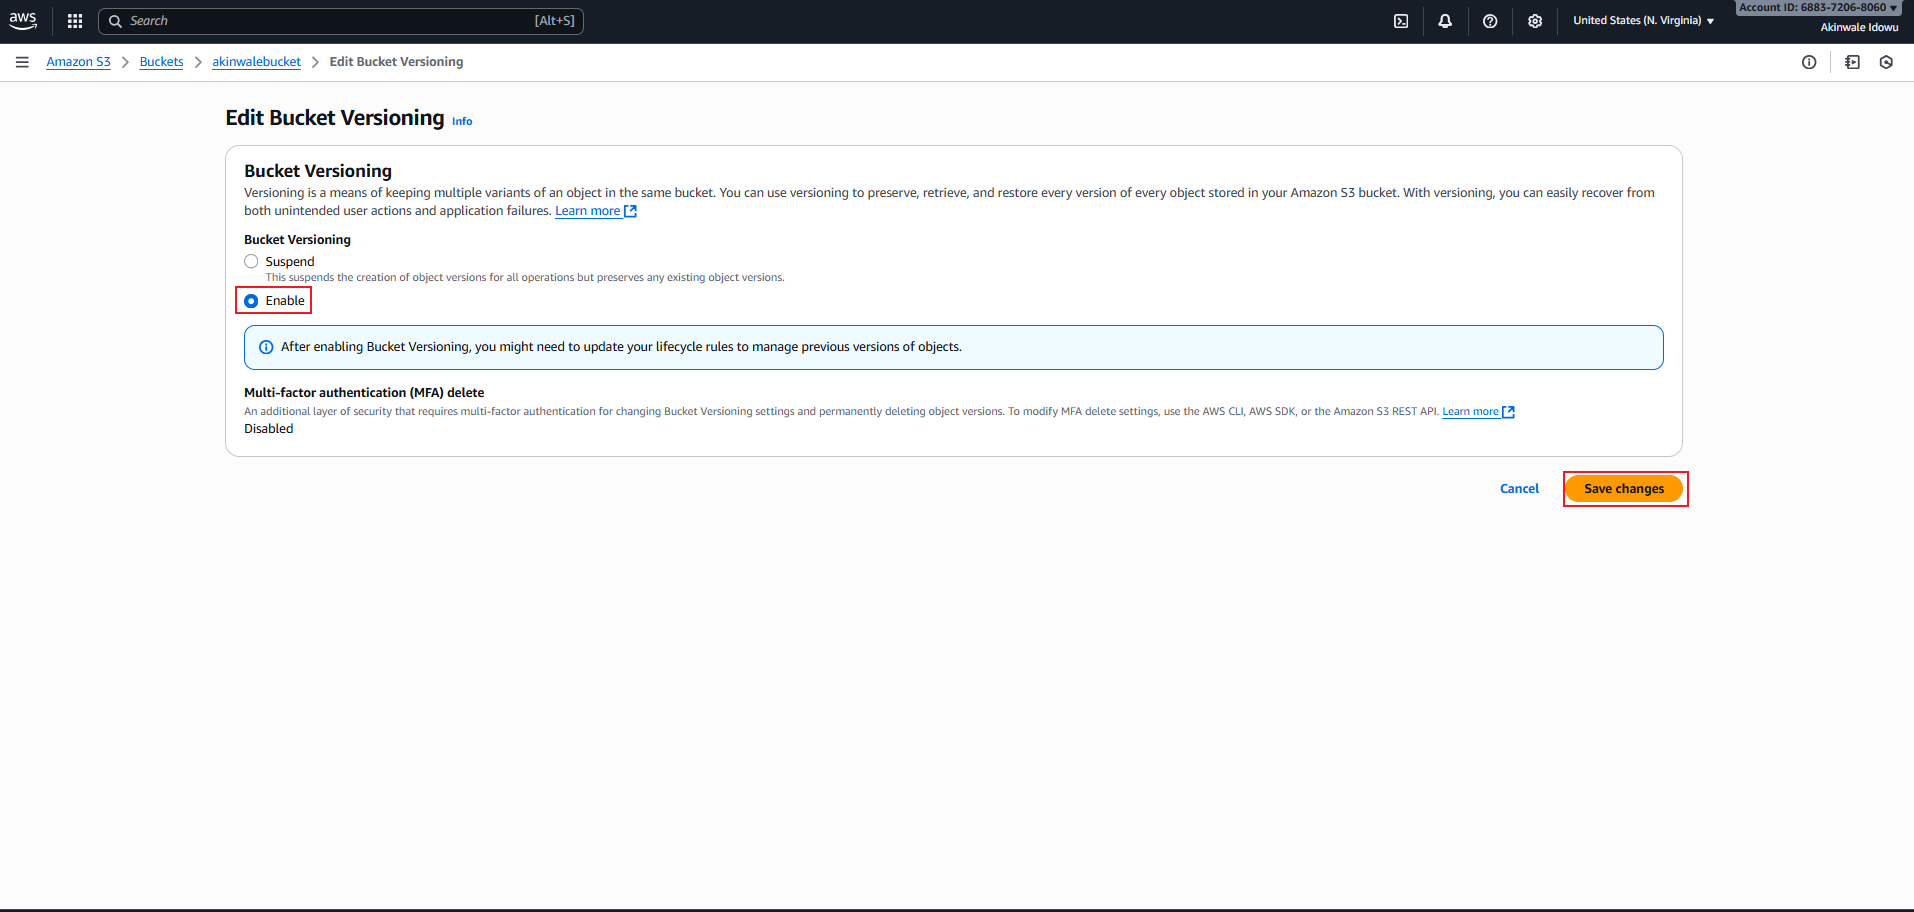 aws
Search [Alt+S]
United States (N. Virginia)
Account ID: 6883-7206-8060
Akinwale Idowu
Amazon S3 > Buckets > akinwalebucket > Edit Bucket Versioning
Edit Bucket Versioning Info
Bucket Versioning
Versioning is a means of keeping multiple variants of an object in the same bucket. You can use versioning to preserve, retrieve, and restore every version of every object stored in your Amazon S3 bucket. With versioning, you can easily recover from
both unintended user actions and application failures. Learn more
Bucket Versioning
Suspend
This suspends the creation of object versions for all operations but preserves any existing object versions.
Enable
After enabling Bucket Versioning, you might need to update your lifecycle rules to manage previous versions of objects.
Multi-factor authentication (MFA) delete
An additional layer of security that requires multi-factor authentication for changing Bucket Versioning settings and permanently deleting object versions. To modify MFA delete settings, use the AWS CLI, AWS SDK, or the Amazon S3 REST API. Learn more
Disabled
Cancel
Save changes